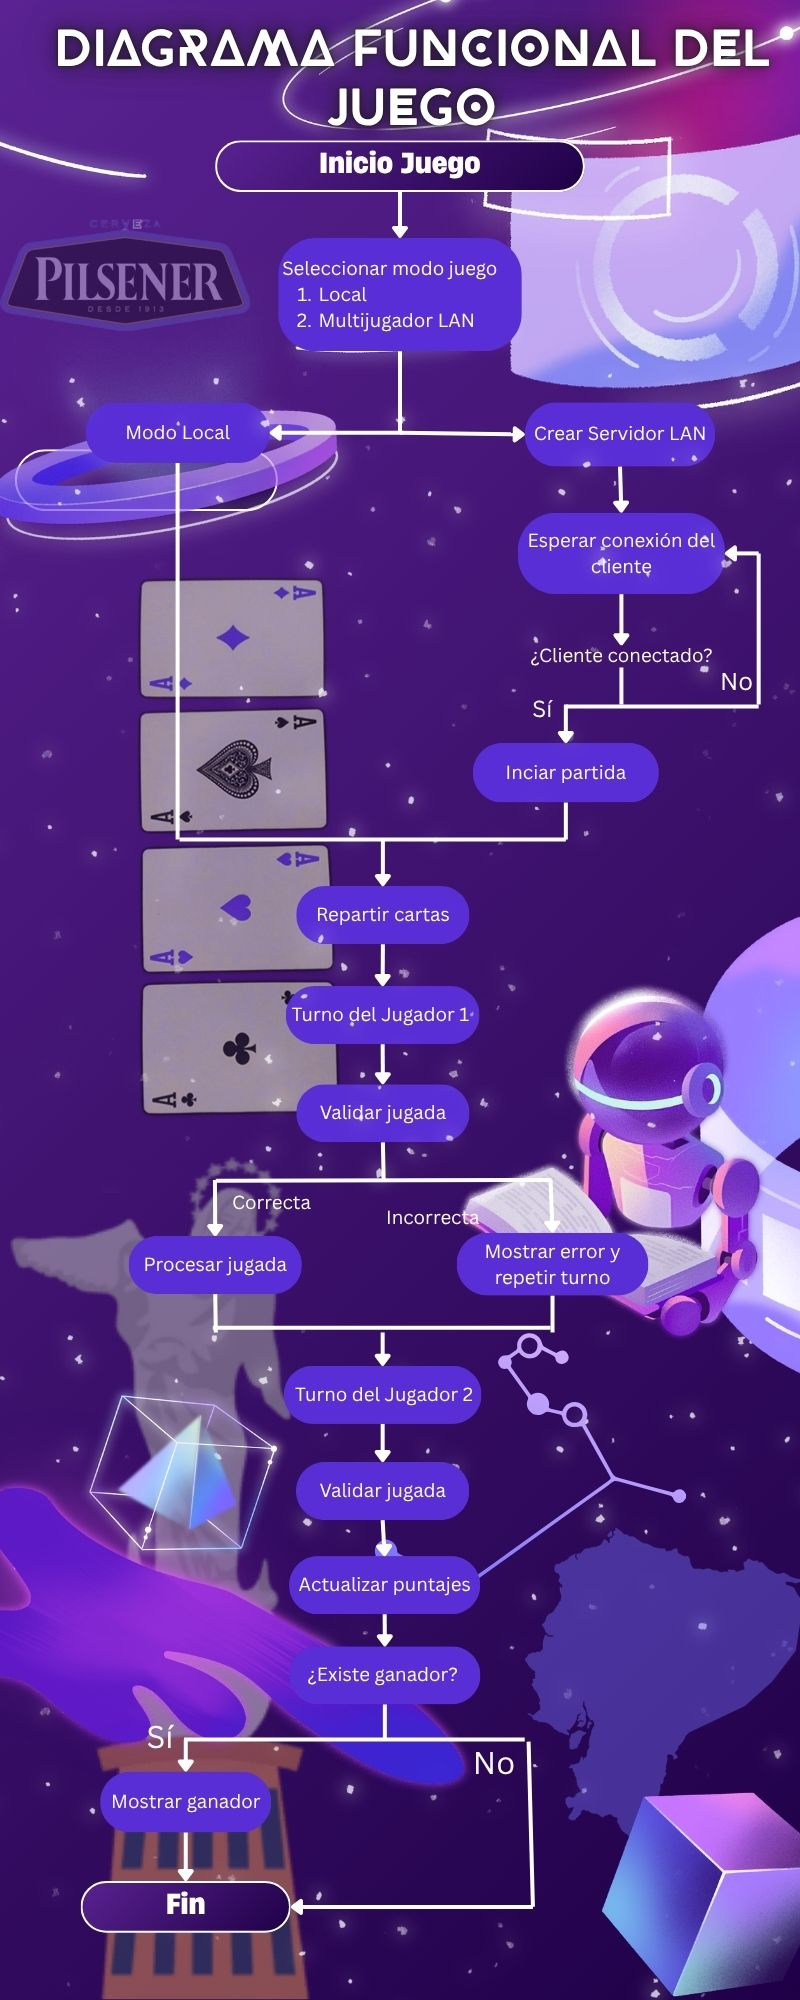 DIAGRAMA FUNCIONAL DEL
JUEGO
Inicio Juego
CERVEZA
PILSENER
DESDE 1913
Seleccionar modo juego
1. Local
2. Multijugador LAN
Modo Local
Crear Servidor LAN
Esperar conexión del
cliente
¿Cliente conectado?
No
Sí
Inciar partida
A
A
A
A
A
A
Repartir cartas
Turno del Jugador 1
A
Validar jugada
Correcta
Incorrecta
Procesar jugada
Mostrar error y
repetir turno
Turno del Jugador 2
Validar jugada
Actualizar puntajes
¿Existe ganador?
Sí
No
Mostrar ganador
Fin